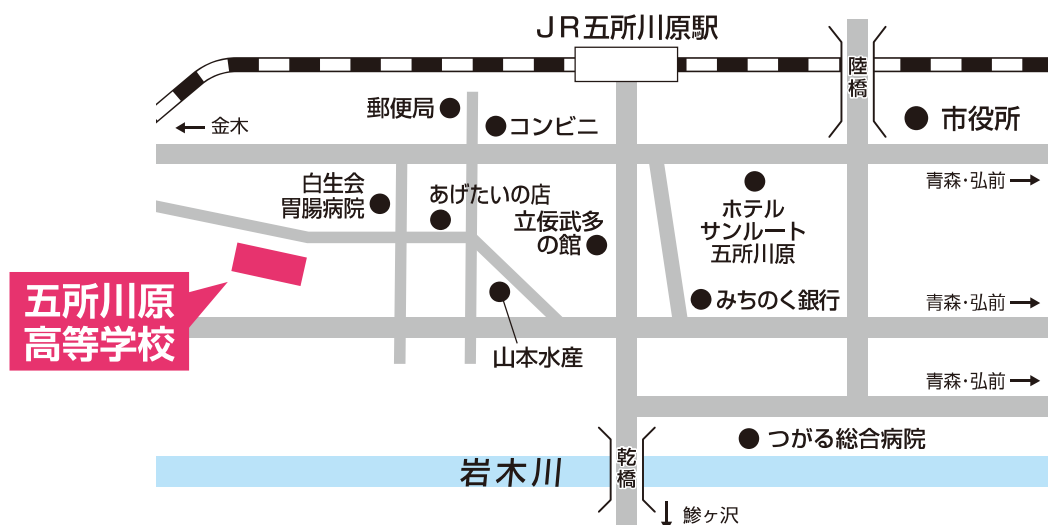 JR五所川原駅
陸橋
郵便局
コンビニ
市役所
金木
青森・弘前
白生会
胃腸病院
あげたいの店
立佞武多
の館
ホテル
サンルート
五所川原
五所川原
高等学校
みちのく銀行
青森・弘前
山本水産
青森・弘前
つがる総合病院
岩木川
乾橋
鰺ヶ沢